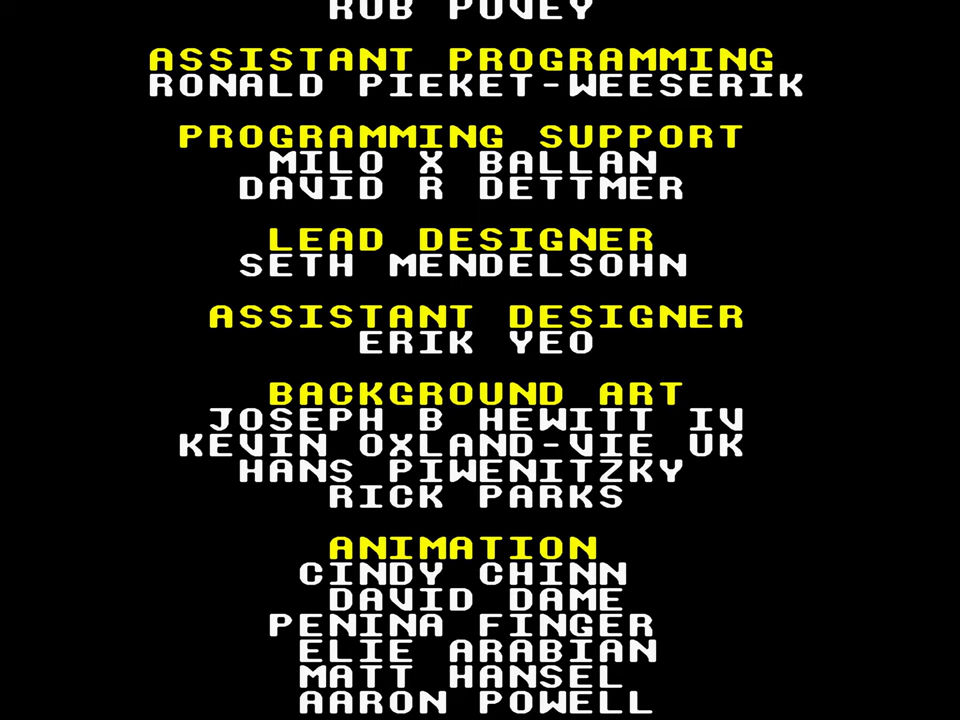 ROB POVEY
ASSISTANT PROGRAMMING
RONALD PIEKET-WEESERIK
PROGRAMMING SUPPORT
MILO X BALLAN
DAVID R DETTMER
LEAD DESIGNER
SETH MENDELSOHN
ASSISTANT DESIGNER
ERIK YEO
BACKGROUND ART
JOSEPH B HEWITT IV
KEVIN OXLAND-VIE UK
HANS PIWENITZKY
RICK PARKS
ANIMATION
CINDY CHINN
DAVID DAME
PENINA FINGER
ELIE ARABIAN
MATT HANSEL
AARON POWELL